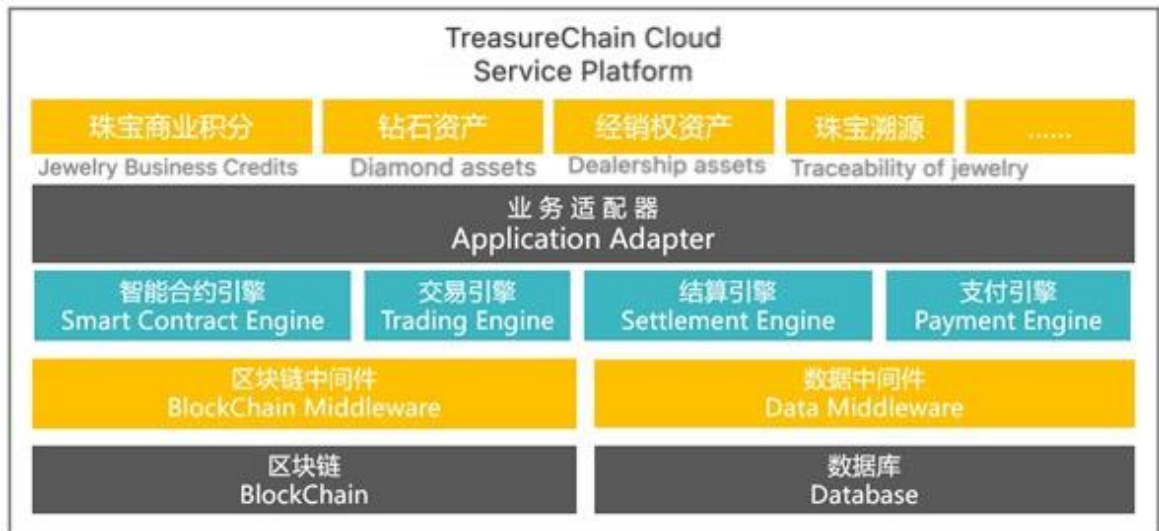 TreasureChain Cloud
Service Platform
珠宝商业积分 钻石资产 经销权资产 珠宝溯源 ......
Jewelry Business Credits Diamond assets Dealership assets Traceability of jewelry
业务适配器
Application Adapter
智能合约引擎 交易引擎 结算引擎 支付引擎
Smart Contract Engine Trading Engine Settlement Engine Payment Engine
区块链中间件 数据中间件
BlockChain Middleware Data Middleware
区块链 数据库
BlockChain Database